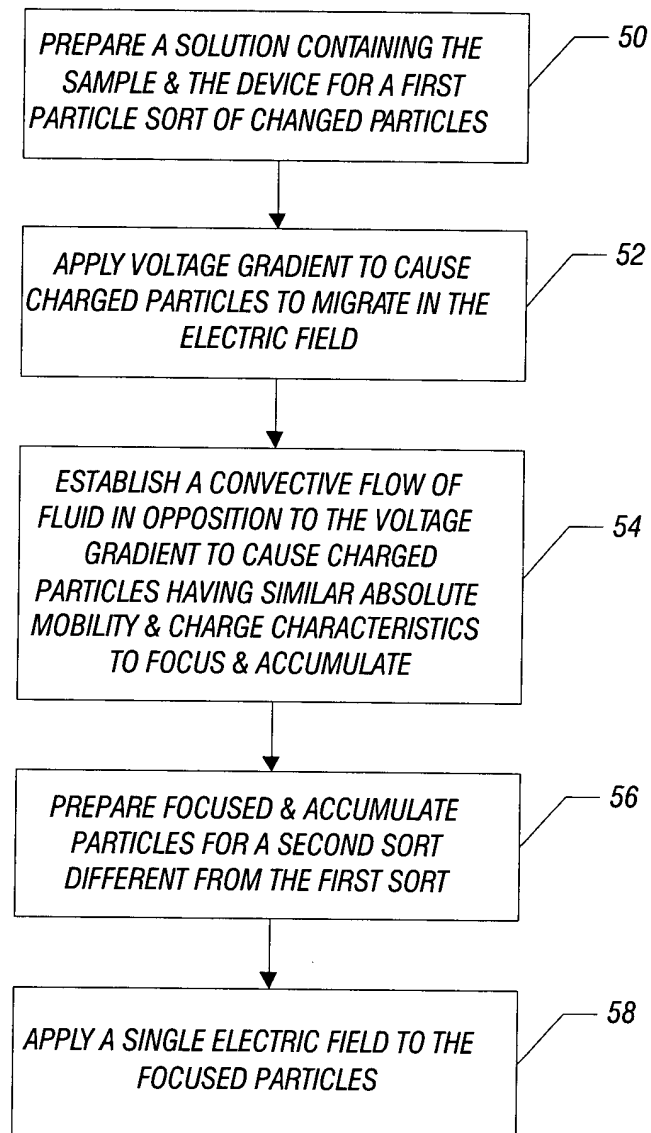 PREPARE A SOLUTION CONTAINING THE
SAMPLE & THE DEVICE FOR A FIRST
PARTICLE SORT OF CHANGED PARTICLES
50
APPLY VOLTAGE GRADIENT TO CAUSE
CHARGED PARTICLES TO MIGRATE IN THE
ELECTRIC FIELD
52
ESTABLISH A CONVECTIVE FLOW OF
FLUID IN OPPOSITION TO THE VOLTAGE
GRADIENT TO CAUSE CHARGED
PARTICLES HAVING SIMILAR ABSOLUTE
MOBILITY & CHARGE CHARACTERISTICS
TO FOCUS & ACCUMULATE
54
PREPARE FOCUSED & ACCUMULATE
PARTICLES FOR A SECOND SORT
DIFFERENT FROM THE FIRST SORT
56
APPLY A SINGLE ELECTRIC FIELD TO THE
FOCUSED PARTICLES
58